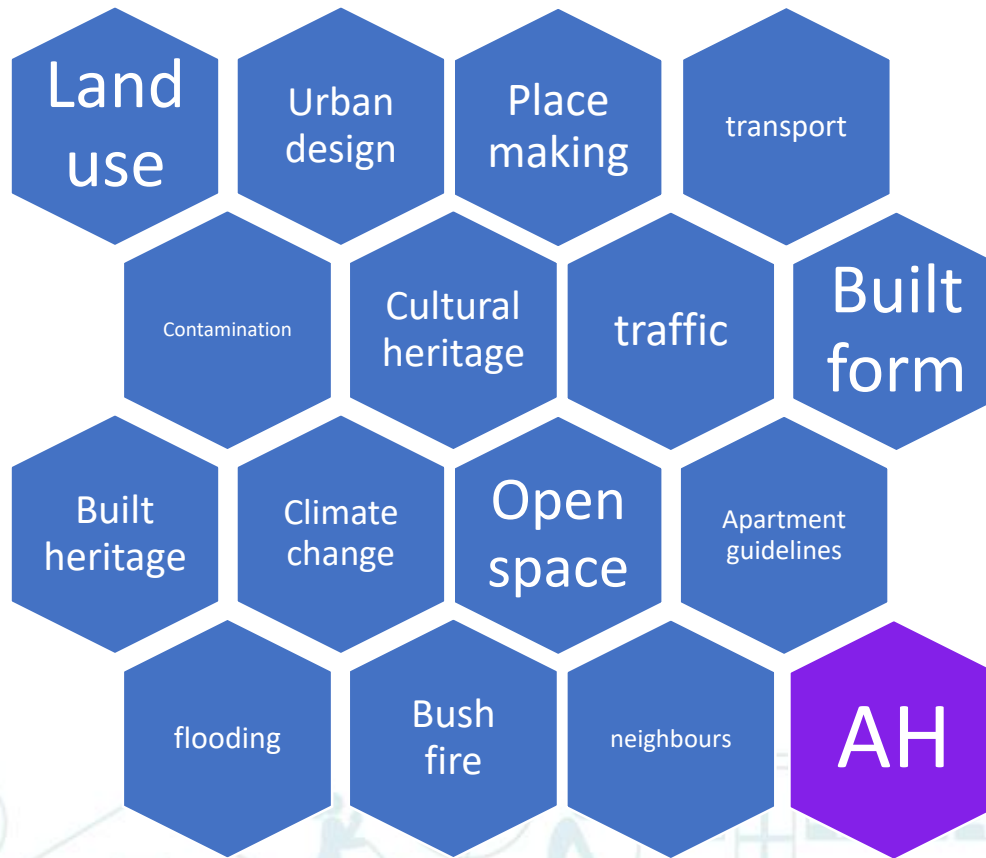 Land
use
Urban
design
Place
making
transport
Contamination
Cultural
heritage
traffic
Built
form
Built
heritage
Climate
change
Open
space
Apartment
guidelines
flooding
Bush
fire
neighbours
AH